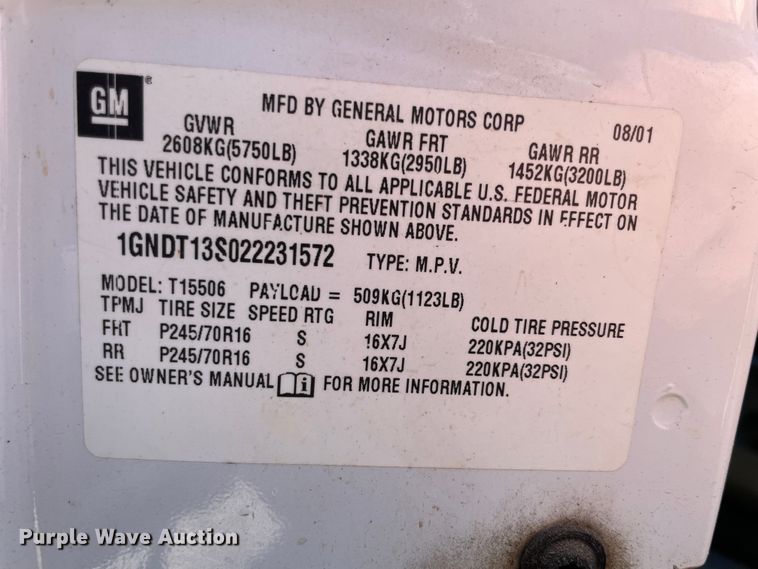 GM®
MFD BY GENERAL MOTORS CORP 08/01
GVWR GAWR FRT GAWR RR
2608KG(5750LB) 1338KG(2950LB) 1452KG(3200LB)
THIS VEHICLE CONFORMS TO ALL APPLICABLE U.S. FEDERAL MOTOR
VEHICLE SAFETY AND THEFT PREVENTION STANDARDS IN EFFECT ON
THE DATE OF MANUFACTURE SHOWN ABOVE.
1GNDT13S022231572 TYPE: M.P.V.
MODEL: T15506 PAYLOAD = 509KG(1123LB)
TPMJ TIRE SIZE SPEED RTG RIM COLD TIRE PRESSURE
FRT P245/70R16 S 16X7J 220KPA(32PSI)
RR P245/70R16 S 16X7J 220KPA(32PSI)
SEE OWNER'S MANUAL i FOR MORE INFORMATION.
Purple Wave Auction